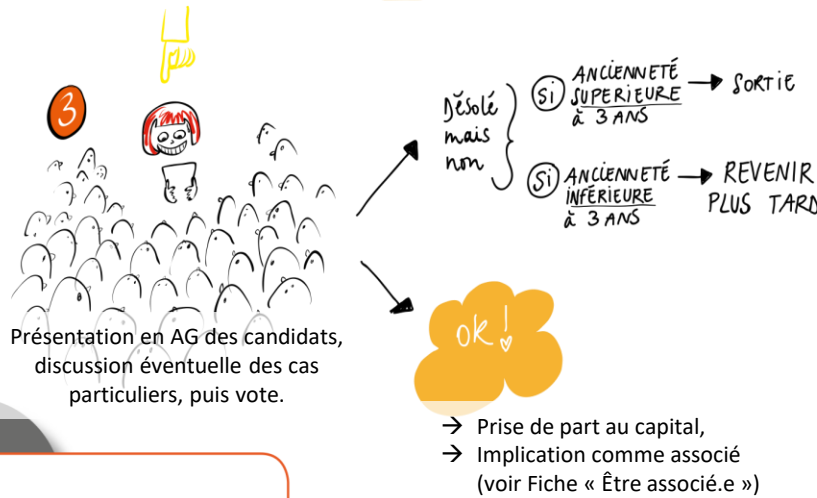 3
Présentation en AG des candidats,
discussion éventuelle des cas
particuliers, puis vote.
Désolé
mais
non
Si
ANCIENNETÉ
SUPERIEURE
à 3 ANS
SORTIE
Si
ANCIENNETÉ
INFÉRIEURE
à 3 ANS
REVENIR
PLUS TARD
ok!
→ Prise de part au capital,
→ Implication comme associé
(voir Fiche « Être associé.e »)